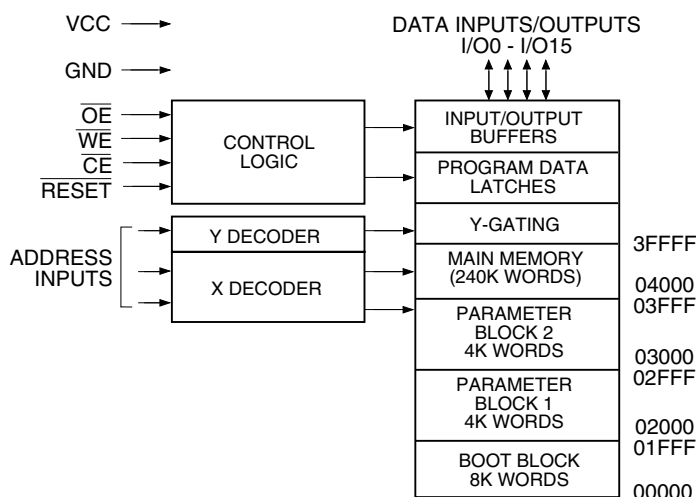 VCC
GND
OE
WE
CE
RESET
ADDRESS
INPUTS
CONTROL
LOGIC
Y DECODER
X DECODER
DATA INPUTS/OUTPUTS
I/O0 - I/O15
INPUT/OUTPUT
BUFFERS
PROGRAM DATA
LATCHES
Y-GATING
MAIN MEMORY
(240K WORDS)
PARAMETER
BLOCK 2
4K WORDS
PARAMETER
BLOCK 1
4K WORDS
BOOT BLOCK
8K WORDS
3FFFF
04000
03FFF
03000
02FFF
02000
01FFF
00000